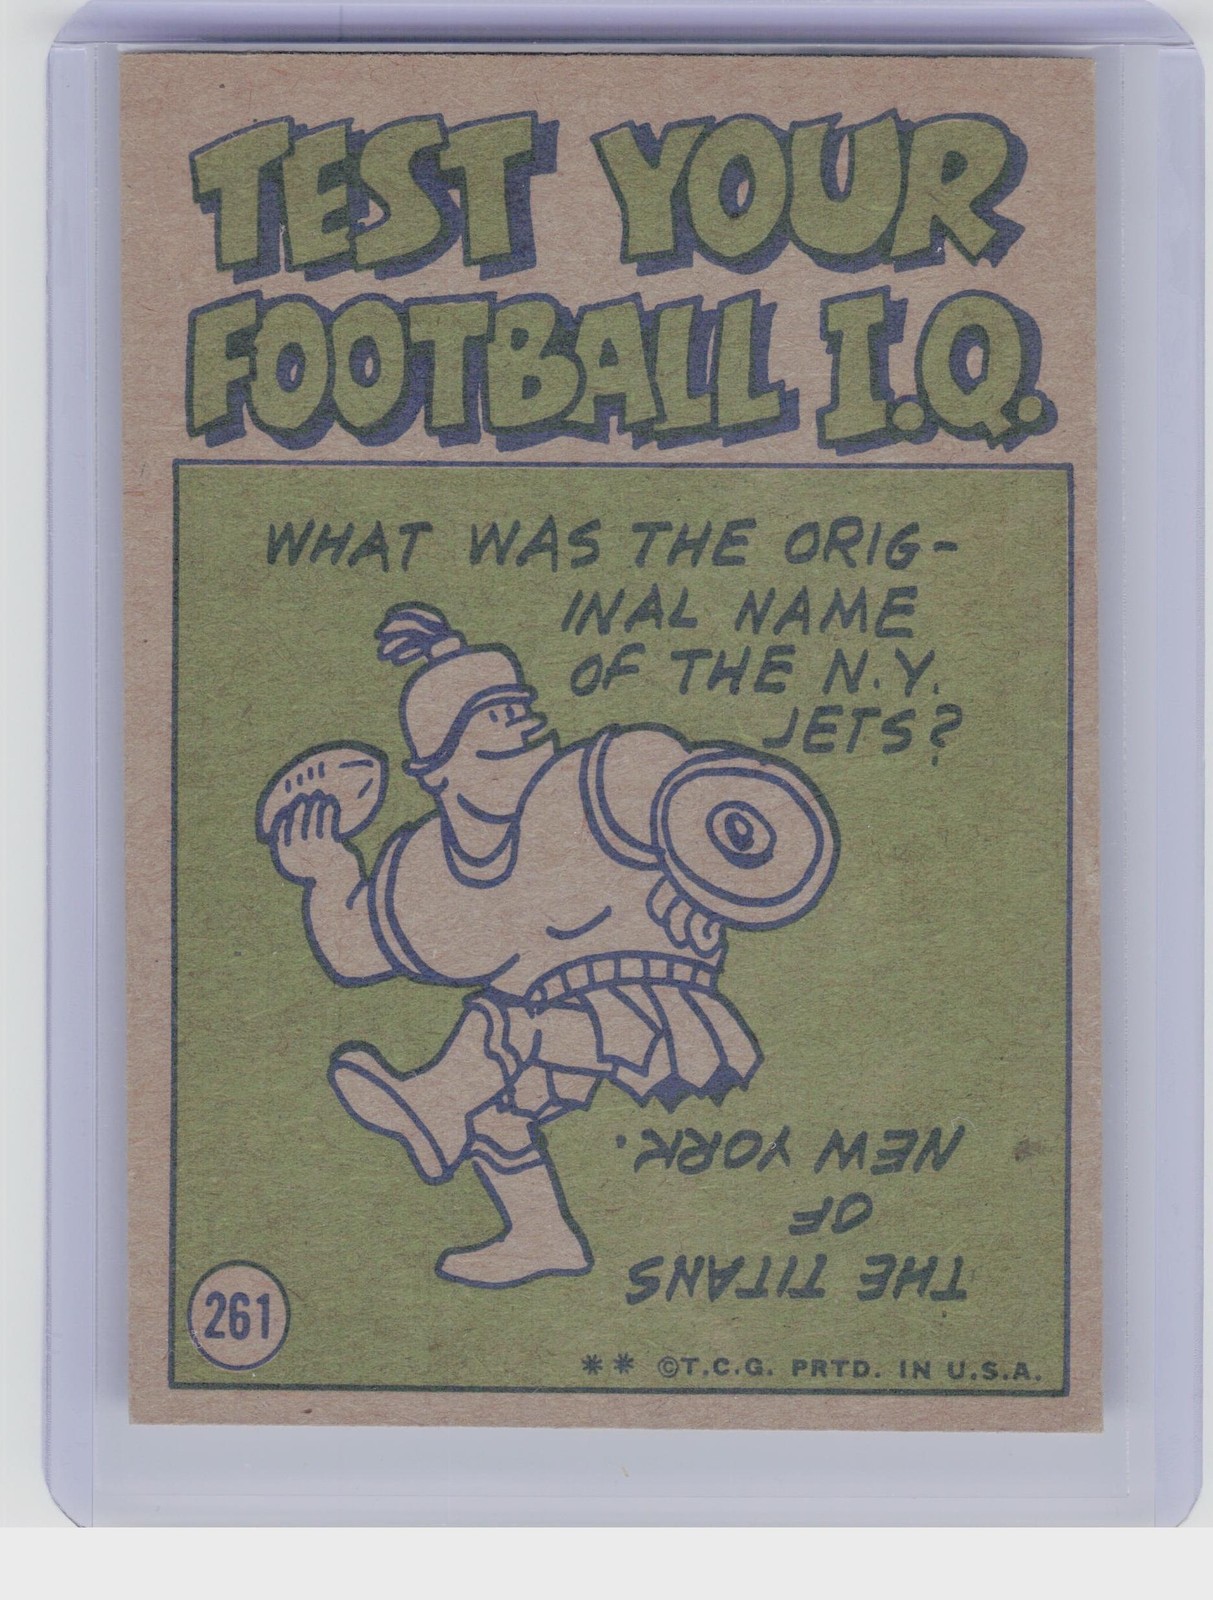 TEST YOUR
FOOTBALL I.Q.
WHAT WAS THE ORIG-
INAL NAME
OF THE N.Y.
JETS?
THE TITANS
OF
NEW YORK.
261
** ©T.C.G. PRTD. IN U.S.A.